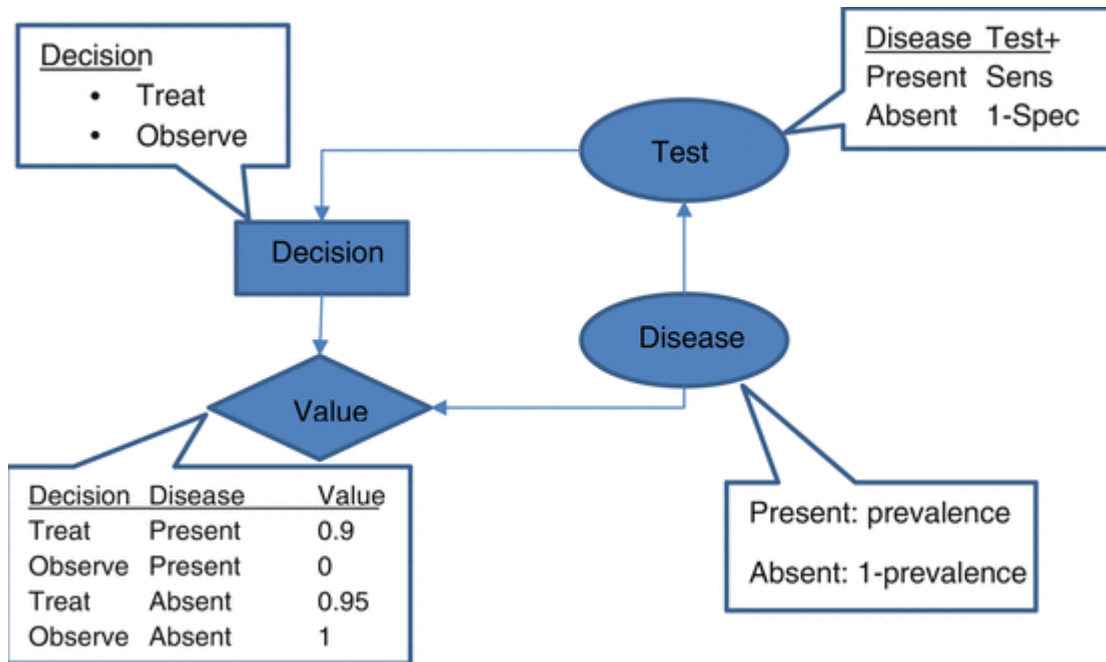 Decision
• Treat
• Observe
Disease Test+
Present Sens
Absent 1-Spec
Test
Decision
Disease
Value
Decision Disease Value
Treat Present 0.9
Observe Present 0
Treat Absent 0.95
Observe Absent 1
Present: prevalence
Absent: 1-prevalence